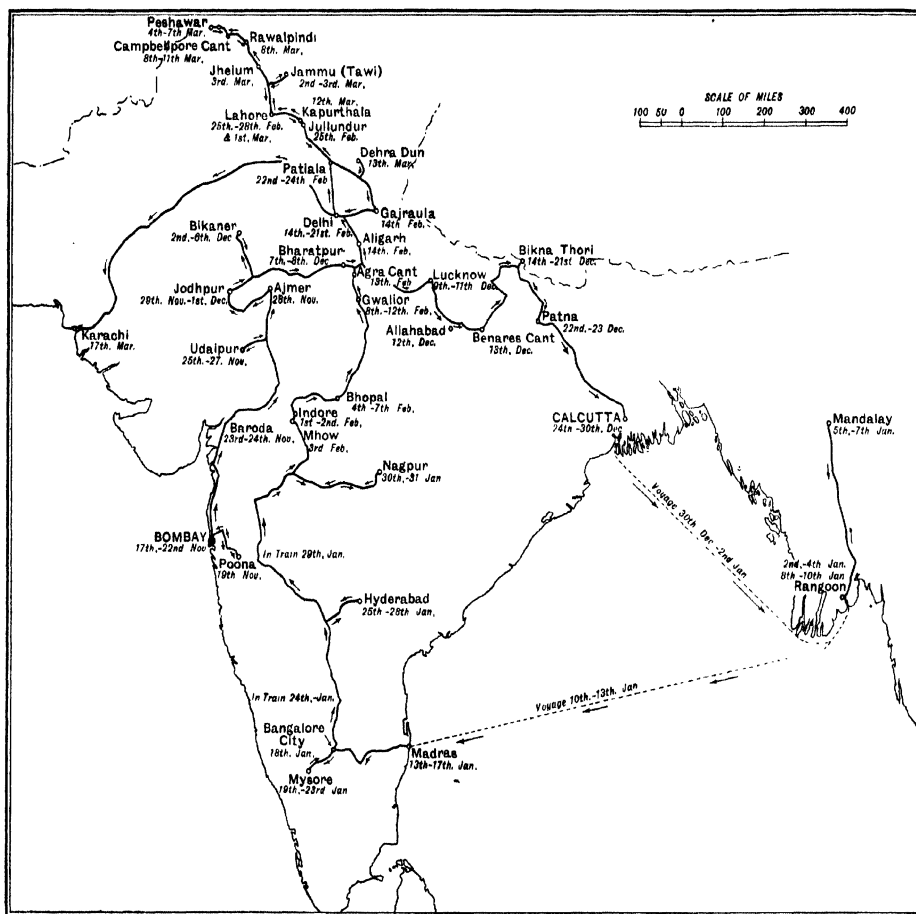 Peshawar
4th-7th Mar.
Rawalpindi
8th. Mar.
Campbellpore Cant
8th-11th Mar.
Jhelum
3rd. Mar.
Jammu (Tawi)
2nd-3rd. Mar.
SCALE OF MILES
100 50 0 100 200 300 400
12th. Mar.
Kapurthala
Lahore
25th.-28th. Feb.
& 1st. Mar.
Jullundur
25th. Feb.
Dehra Dun
13th. Mar.
Patiala
22nd-24th Feb
Gajraula
14th Feb.
Delhi
14th.-21st. Feb.
Bikaner
2nd.-6th. Dec
Aligarh
14th. Feb.
Bharatpur
7th.-8th. Dec
Bikna Thori
14th-21st Dec.
Agra Cant
13th. Feb
Lucknow
9th.-11th Dec.
Jodhpur
29th. Nov.-1st. Dec.
Ajmer
28th. Nov.
Gwalior
8th.-12th Feb.
Patna
22nd.-23 Dec.
Karachi
17th. Mar.
Allahabad
12th, Dec.
Benares Cant
13th, Dec.
Udaipur
25th.-27. Nov.
Bhopal
4th-7th Feb.
Indore
1st-2nd. Feb.
CALCUTTA
24th-30th. Dec
Mandalay
5th.-7th Jan.
Baroda
23rd-24th. Nov.
Mhow
3rd Feb.
Nagpur
30th.-31 Jan
Voyage 30th Dec-2nd Jan
BOMBAY
17th.-22nd Nov
Poona
19th Nov.
In Train 29th, Jan.
2nd.-4th Jan.
8th.-10th Jan
Rangoon
Hyderabad
25th-28th Jan.
In Train 24th.-Jan.
Voyage 10th.-13th. Jan
Bangalore
City
18th. Jan.
Madras
13th-17th. Jan.
Mysore
19th.-23rd Jan